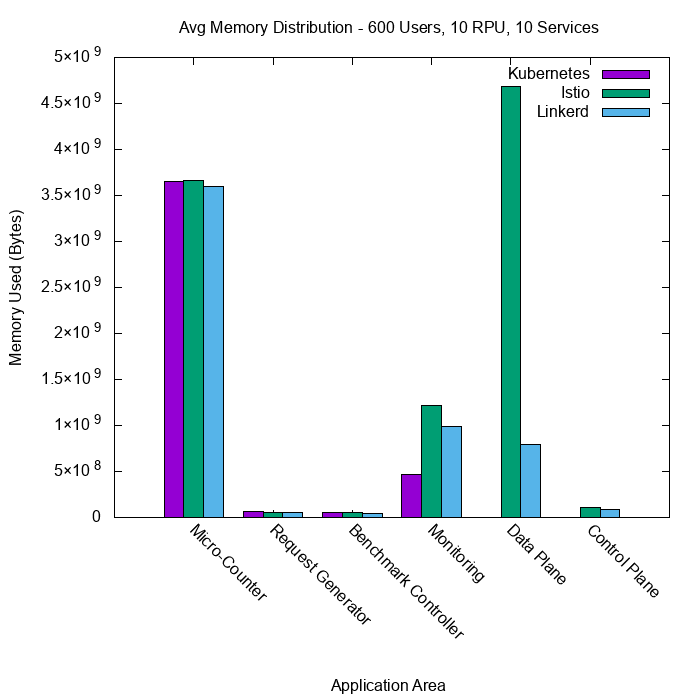 Avg Memory Distribution - 600 Users, 10 RPU, 10 Services
Kubernetes
Istio
Linkerd
5×10⁹
4.5×10⁹
4×10⁹
3.5×10⁹
3×10⁹
2.5×10⁹
2×10⁹
1.5×10⁹
1×10⁹
5×10⁸
0
Memory Used (Bytes)
Micro-Counter
Request Generator
Benchmark Controller
Monitoring
Data Plane
Control Plane
Application Area